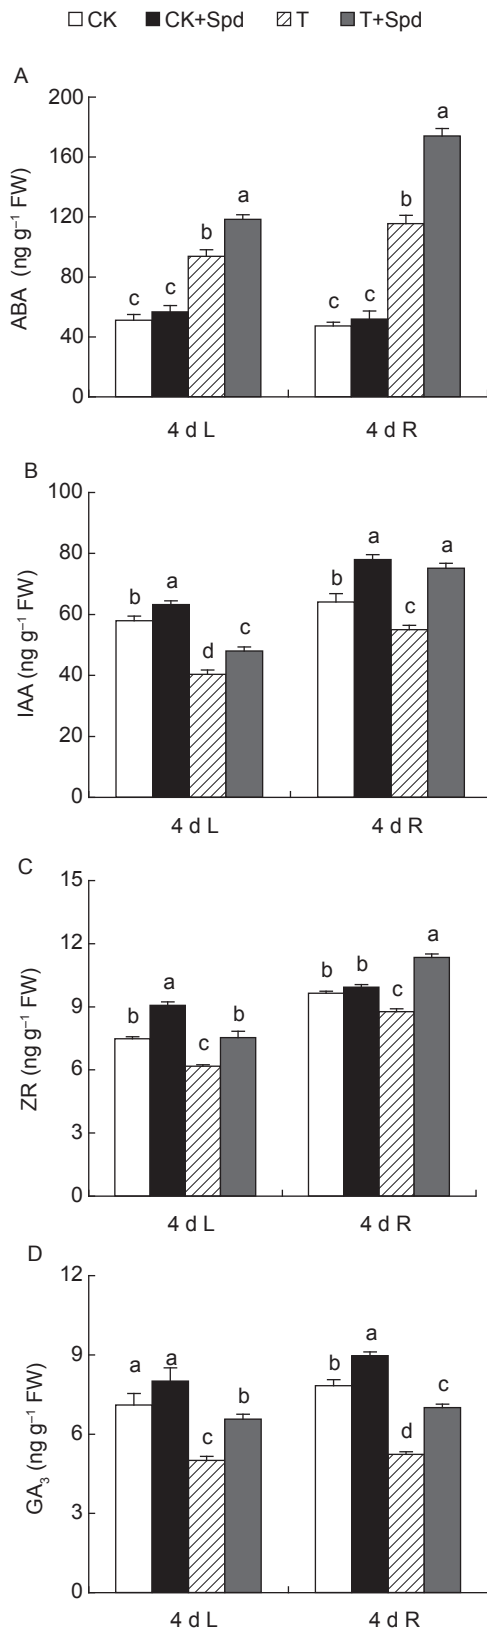 CK CK+Spd T T+Spd
A
200
160
120
80
40
0
ABA (ng g⁻¹ FW)
c c b a
c c b a
4 d L 4 d R
B
100
80
60
40
20
0
IAA (ng g⁻¹ FW)
b a d c
b a c a
4 d L 4 d R
C
15
12
9
6
3
0
ZR (ng g⁻¹ FW)
b a c b
b b c a
4 d L 4 d R
D
12
9
6
3
0
GA₃ (ng g⁻¹ FW)
a a c b
b a d c
4 d L 4 d R